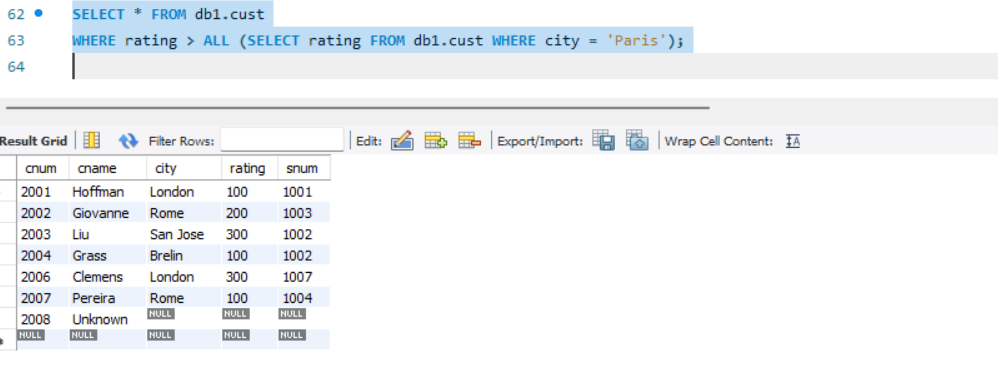 62 SELECT * FROM db1.cust
63 WHERE rating > ALL (SELECT rating FROM db1.cust WHERE city = 'Paris');
64
Result Grid Filter Rows: Edit: Export/Import: Wrap Cell Content: IA
cnum cname city rating snum
2001 Hoffman London 100 1001
2002 Giovanne Rome 200 1003
2003 Liu San Jose 300 1002
2004 Grass Brelin 100 1002
2006 Clemens London 300 1007
2007 Pereira Rome 100 1004
2008 Unknown NULL NULL NULL
NULL NULL NULL NULL NULL